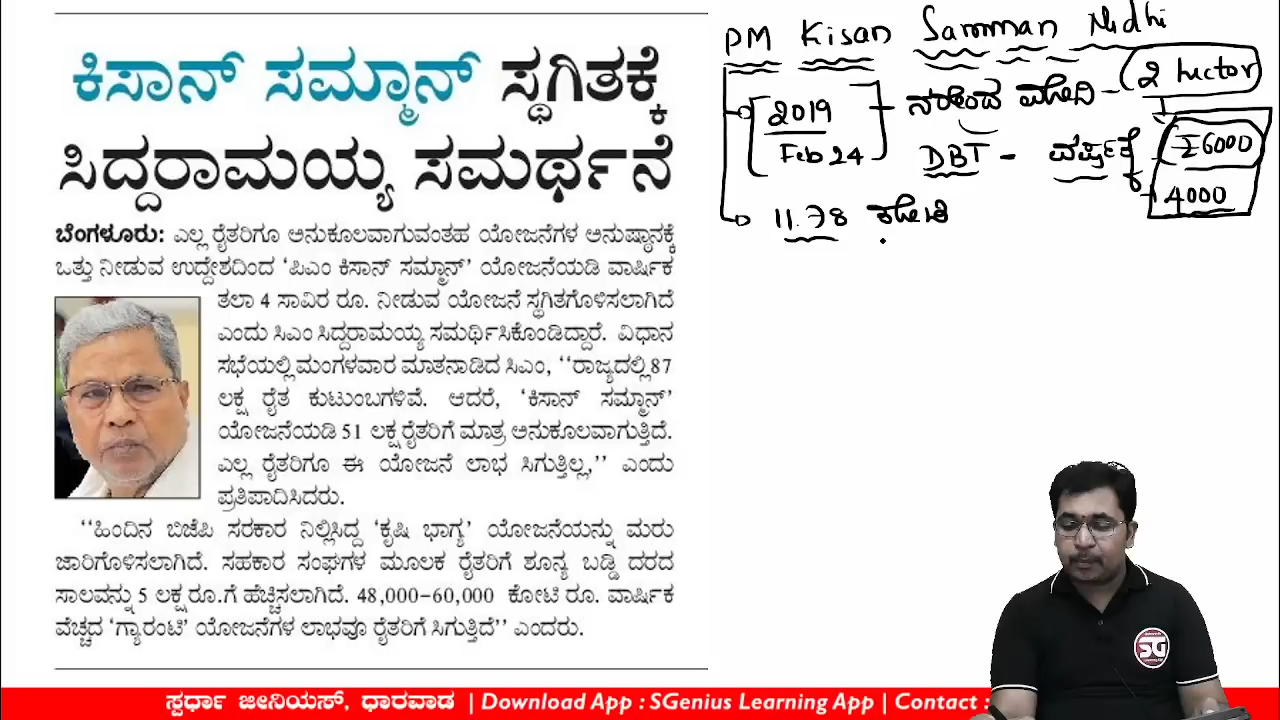 ಕಿಸಾನ್ ಸಮ್ಮಾನ್ ಸ್ಥಗಿತಕ್ಕೆ
ಸಿದ್ದರಾಮಯ್ಯ ಸಮರ್ಥನೆ
ಬೆಂಗಳೂರು: ಎಲ್ಲ ರೈತರಿಗೂ ಅನುಕೂಲವಾಗುವಂತಹ ಯೋಜನೆಗಳ ಅನುಷ್ಠಾನಕ್ಕೆ
ಒತ್ತು ನೀಡುವ ಉದ್ದೇಶದಿಂದ 'ಪಿಎಂ ಕಿಸಾನ್ ಸಮ್ಮಾನ್' ಯೋಜನೆಯಡಿ ವಾರ್ಷಿಕ
ತಲಾ 4 ಸಾವಿರ ರೂ. ನೀಡುವ ಯೋಜನೆ ಸ್ಥಗಿತಗೊಳಿಸಲಾಗಿದೆ
ಎಂದು ಸಿಎಂ ಸಿದ್ದರಾಮಯ್ಯ ಸಮರ್ಥಿಸಿಕೊಂಡಿದ್ದಾರೆ. ವಿಧಾನ
ಸಭೆಯಲ್ಲಿ ಮಂಗಳವಾರ ಮಾತನಾಡಿದ ಸಿಎಂ, ''ರಾಜ್ಯದಲ್ಲಿ 87
ಲಕ್ಷ ರೈತ ಕುಟುಂಬಗಳಿವೆ. ಆದರೆ, 'ಕಿಸಾನ್ ಸಮ್ಮಾನ್'
ಯೋಜನೆಯಡಿ 51 ಲಕ್ಷ ರೈತರಿಗೆ ಮಾತ್ರ ಅನುಕೂಲವಾಗುತ್ತಿದೆ.
ಎಲ್ಲ ರೈತರಿಗೂ ಈ ಯೋಜನೆ ಲಾಭ ಸಿಗುತ್ತಿಲ್ಲ,'' ಎಂದು
ಪ್ರತಿಪಾದಿಸಿದರು.
''ಹಿಂದಿನ ಬಿಜೆಪಿ ಸರಕಾರ ನಿಲ್ಲಿಸಿದ್ದ 'ಕೃಷಿ ಭಾಗ್ಯ' ಯೋಜನೆಯನ್ನು ಮರು
ಜಾರಿಗೊಳಿಸಲಾಗಿದೆ. ಸಹಕಾರ ಸಂಘಗಳ ಮೂಲಕ ರೈತರಿಗೆ ಶೂನ್ಯ ಬಡ್ಡಿ ದರದ
ಸಾಲವನ್ನು 5 ಲಕ್ಷ ರೂ.ಗೆ ಹೆಚ್ಚಿಸಲಾಗಿದೆ. 48,000-60,000 ಕೋಟಿ ರೂ. ವಾರ್ಷಿಕ
ವೆಚ್ಚದ 'ಗ್ಯಾರಂಟಿ' ಯೋಜನೆಗಳ ಲಾಭವೂ ರೈತರಿಗೆ ಸಿಗುತ್ತಿದೆ'' ಎಂದರು.
PM Kisan Samman Nidhi
2019 ನರೇಂದ್ರ ಮೋದಿ - 2 hector
Feb 24 DBT - ವರ್ಷಕ್ಕೆ ₹6000
4000
11.78 ಕೋಟಿ
SG
ಸ್ಪರ್ಧಾ ಜೀನಿಯಸ್, ಧಾರವಾಡ | Download App : SGenius Learning App | Contact :